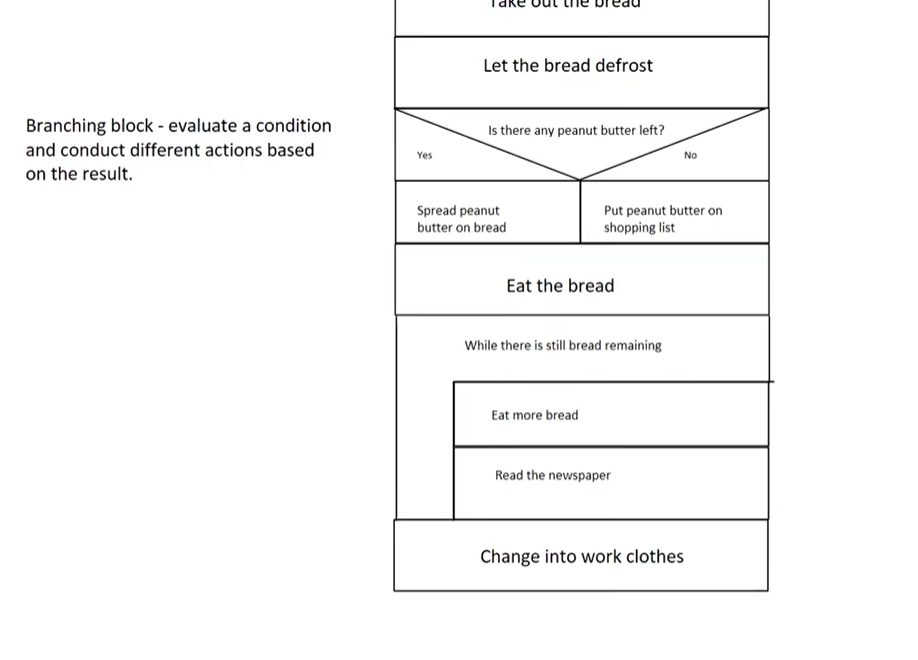 Take out the bread
Let the bread defrost
Branching block - evaluate a condition
and conduct different actions based
on the result.
Is there any peanut butter left?
Yes
No
Spread peanut
butter on bread
Put peanut butter on
shopping list
Eat the bread
While there is still bread remaining
Eat more bread
Read the newspaper
Change into work clothes